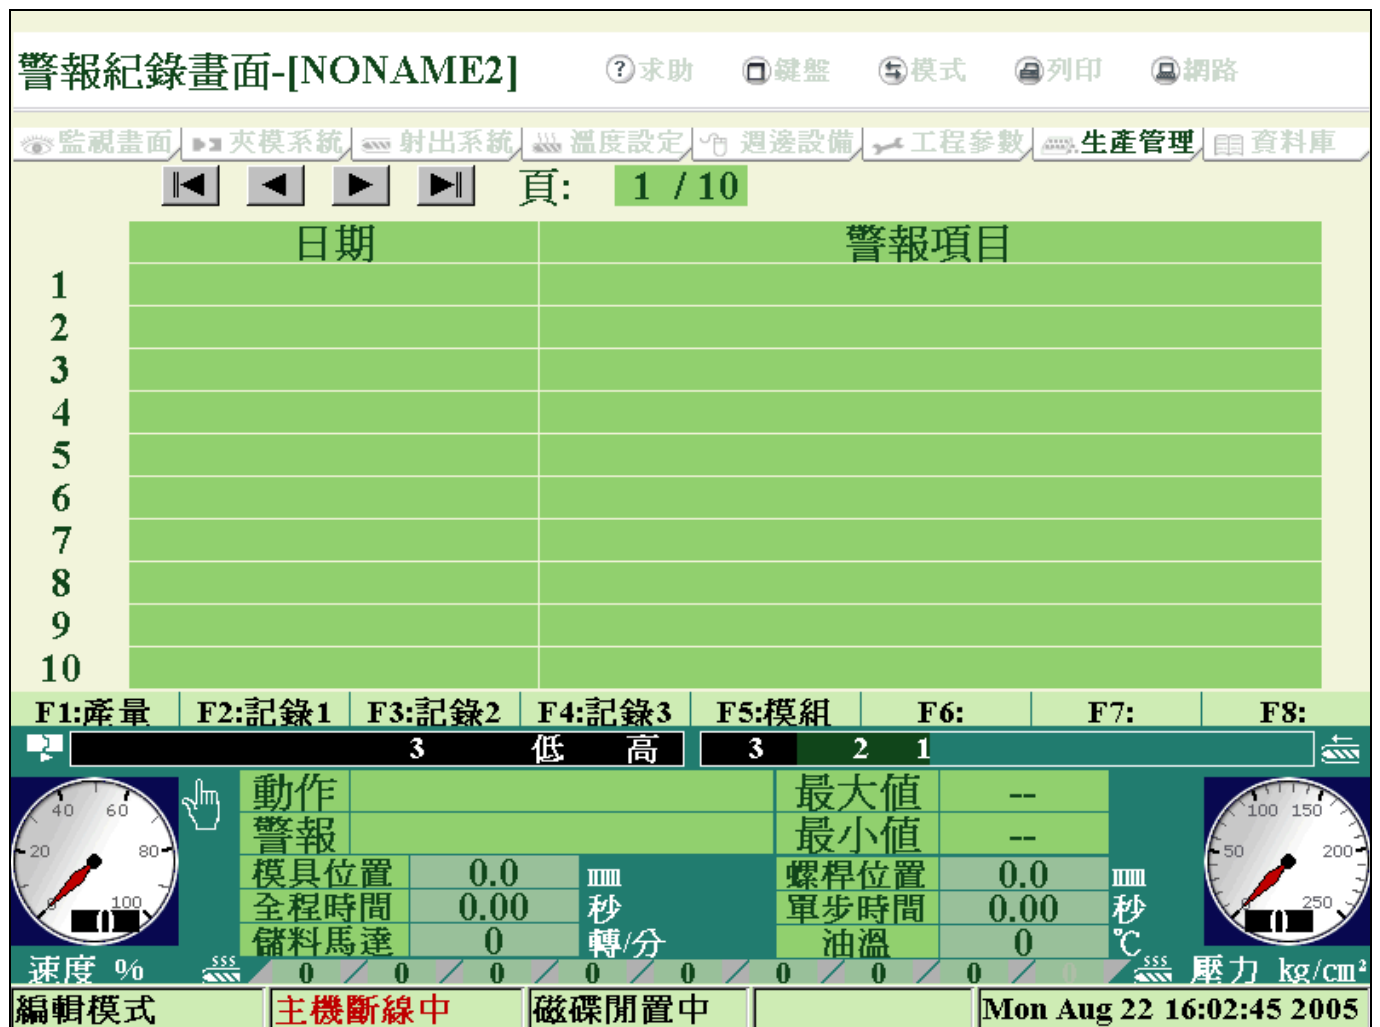 警報紀錄畫面-[NONAME2] ?求助 鍵盤 模式 列印 網路
監視畫面 夾模系統 射出系統 溫度設定 週邊設備 工程參數 生產管理 資料庫
頁: 1 / 10
日期 警報項目
1
2
3
4
5
6
7
8
9
10
F1:產量 F2:記錄1 F3:記錄2 F4:記錄3 F5:模組 F6: F7: F8:
3 低 高 3 2 1
動作 最大值 --
警報 最小值 --
模具位置 0.0 mm 螺桿位置 0.0 mm
全程時間 0.00 秒 單步時間 0.00 秒
儲料馬達 0 轉/分 油溫 0 °C
0 20 40 60 80 100 0
0 50 100 150 200 250 0
速度 % 0 0 0 0 0 0 0 0 0 壓力 kg/cm²
編輯模式 主機斷線中 磁碟閒置中 Mon Aug 22 16:02:45 2005